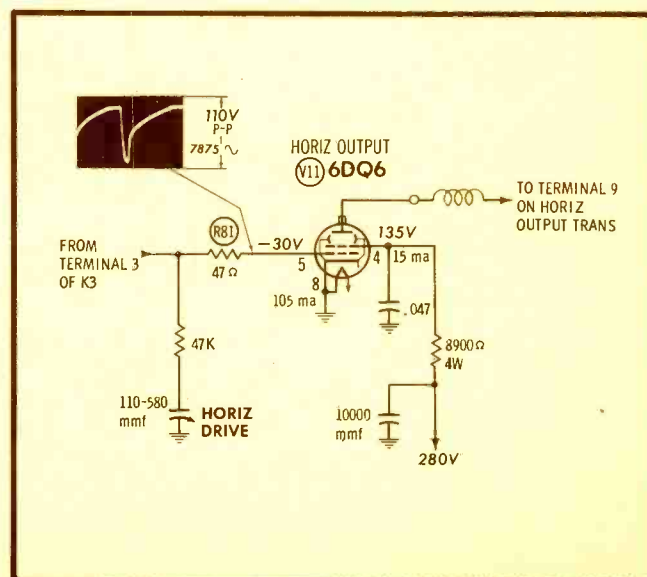 110V
P-P
7875 ∿
HORIZ OUTPUT
V11 6DQ6
TO TERMINAL 9
ON HORIZ
OUTPUT TRANS
FROM
TERMINAL 3
OF K3
R81
47Ω
−30V
5
135V
4
15 ma
8
105 ma
.047
47K
8900Ω
4W
110-580
mmf
HORIZ
DRIVE
10000
mmf
280V